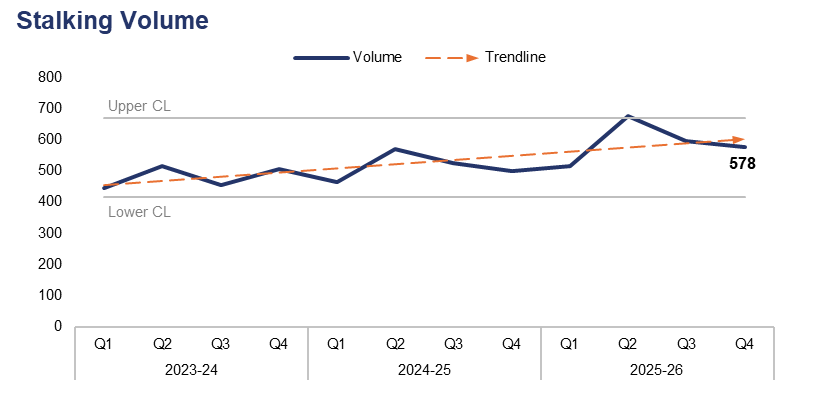 Stalking Volume
Volume Trendline
800
700
600
500
400
300
200
100
0
Upper CL
Lower CL
578
Q1 Q2 Q3 Q4 Q1 Q2 Q3 Q4 Q1 Q2 Q3 Q4
2023-24 2024-25 2025-26